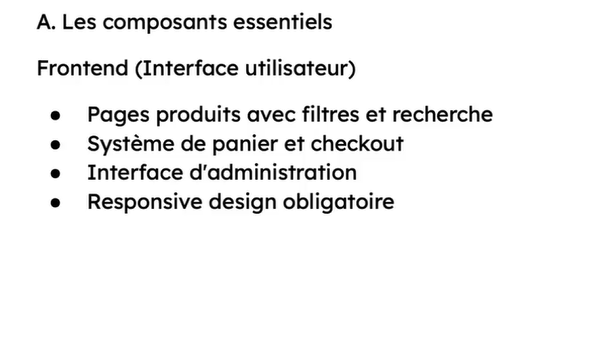 A. Les composants essentiels
Frontend (Interface utilisateur)
● Pages produits avec filtres et recherche
● Système de panier et checkout
● Interface d'administration
● Responsive design obligatoire